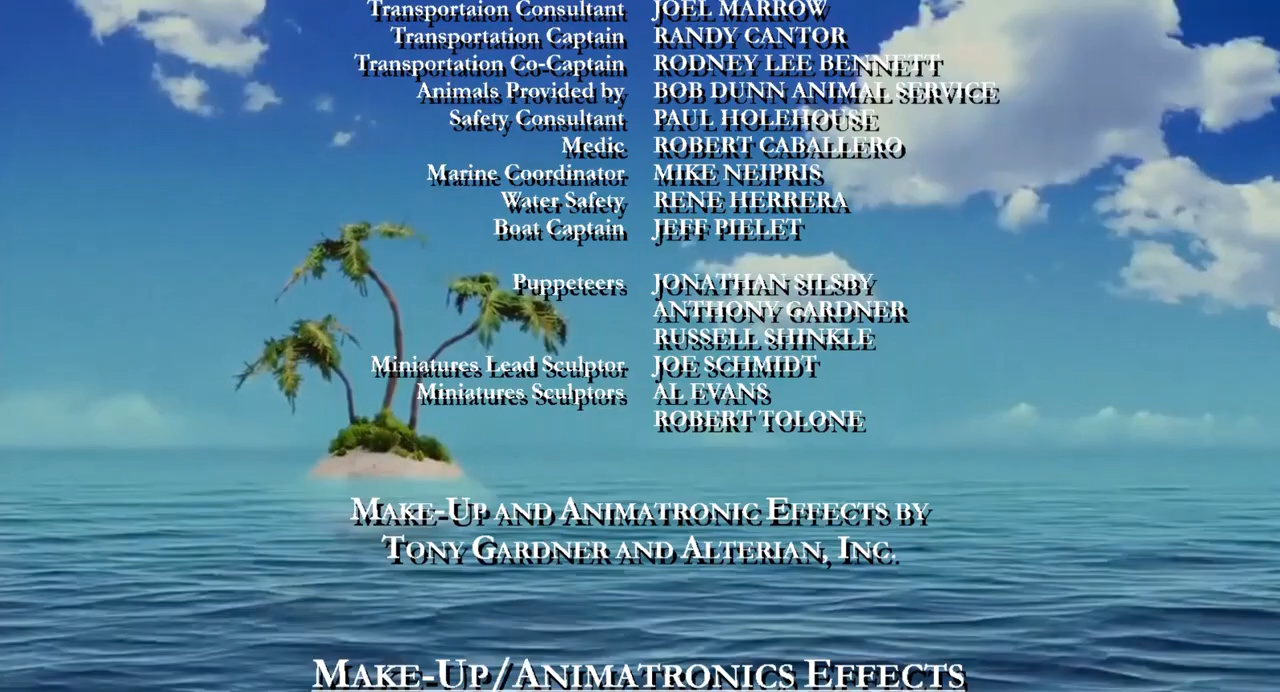 Transportaion Consultant JOEL MARROW
Transportation Captain RANDY CANTOR
Transportation Co-Captain RODNEY LEE BENNETT
Animals Provided by BOB DUNN ANIMAL SERVICE
Safety Consultant PAUL HOLEHOUSE
Medic ROBERT CABALLERO
Marine Coordinator MIKE NEIPRIS
Water Safety RENE HERRERA
Boat Captain JEFF PIELET
Puppeteers JONATHAN SILSBY
ANTHONY GARDNER
RUSSELL SHINKLE
Miniatures Lead Sculptor JOE SCHMIDT
Miniatures Sculptors AL EVANS
ROBERT TOLONE
MAKE-UP AND ANIMATRONIC EFFECTS BY
TONY GARDNER AND ALTERIAN, INC.
MAKE-UP/ANIMATRONICS EFFECTS